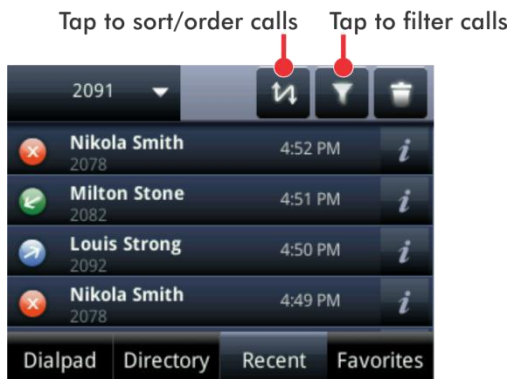 Tap to sort/order calls Tap to filter calls
2091
Nikola Smith 4:52 PM i
2078
Milton Stone 4:51 PM i
2082
Louis Strong 4:50 PM i
2092
Nikola Smith 4:49 PM i
2078
Dialpad Directory Recent Favorites